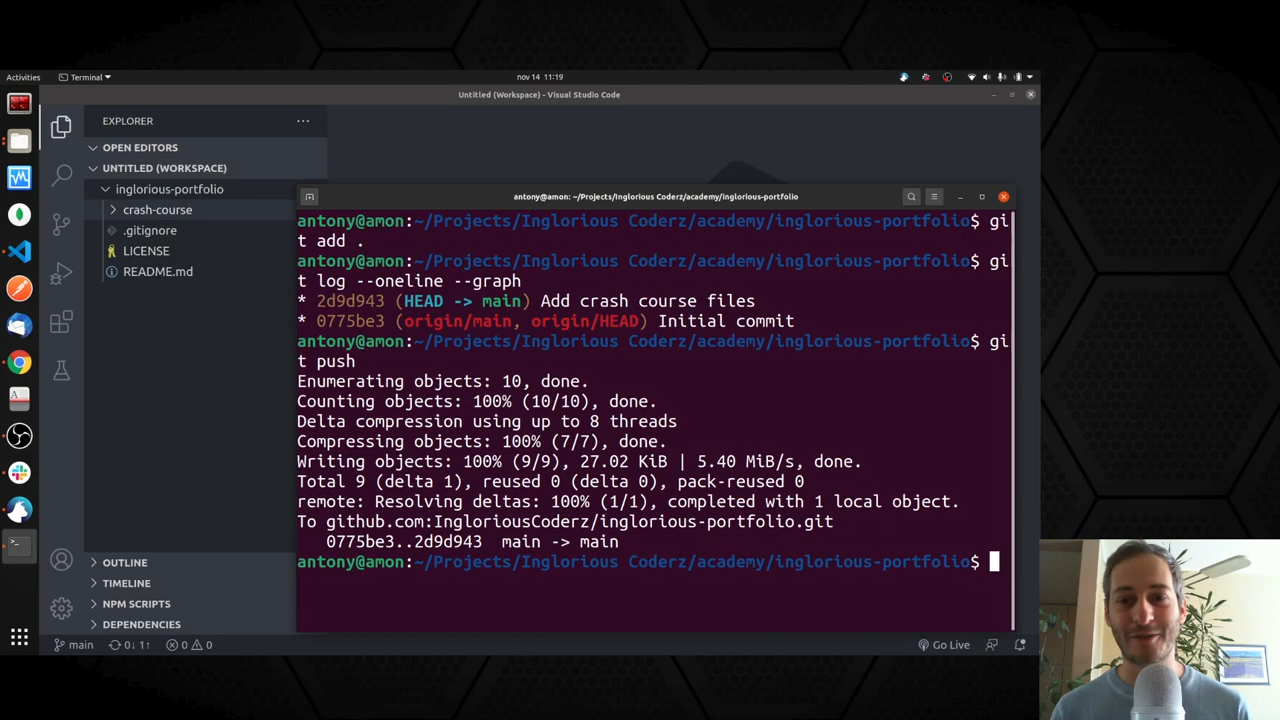 Activities
Terminal
nov 14 11:19
Untitled (Workspace) - Visual Studio Code
EXPLORER
OPEN EDITORS
UNTITLED (WORKSPACE)
inglorious-portfolio
crash-course
.gitignore
LICENSE
README.md
OUTLINE
TIMELINE
NPM SCRIPTS
DEPENDENCIES
main
0↓ 1↑
0
0
Go Live
antony@amon: ~/Projects/Inglorious Coderz/academy/inglorious-portfolio
antony@amon:~/Projects/Inglorious Coderz/academy/inglorious-portfolio$ gi
t add .
antony@amon:~/Projects/Inglorious Coderz/academy/inglorious-portfolio$ gi
t log --oneline --graph
* 2d9d943 (HEAD -> main) Add crash course files
* 0775be3 (origin/main, origin/HEAD) Initial commit
antony@amon:~/Projects/Inglorious Coderz/academy/inglorious-portfolio$ gi
t push
Enumerating objects: 10, done.
Counting objects: 100% (10/10), done.
Delta compression using up to 8 threads
Compressing objects: 100% (7/7), done.
Writing objects: 100% (9/9), 27.02 KiB | 5.40 MiB/s, done.
Total 9 (delta 1), reused 0 (delta 0), pack-reused 0
remote: Resolving deltas: 100% (1/1), completed with 1 local object.
To github.com:IngloriousCoderz/inglorious-portfolio.git
0775be3..2d9d943 main -> main
antony@amon:~/Projects/Inglorious Coderz/academy/inglorious-portfolio$